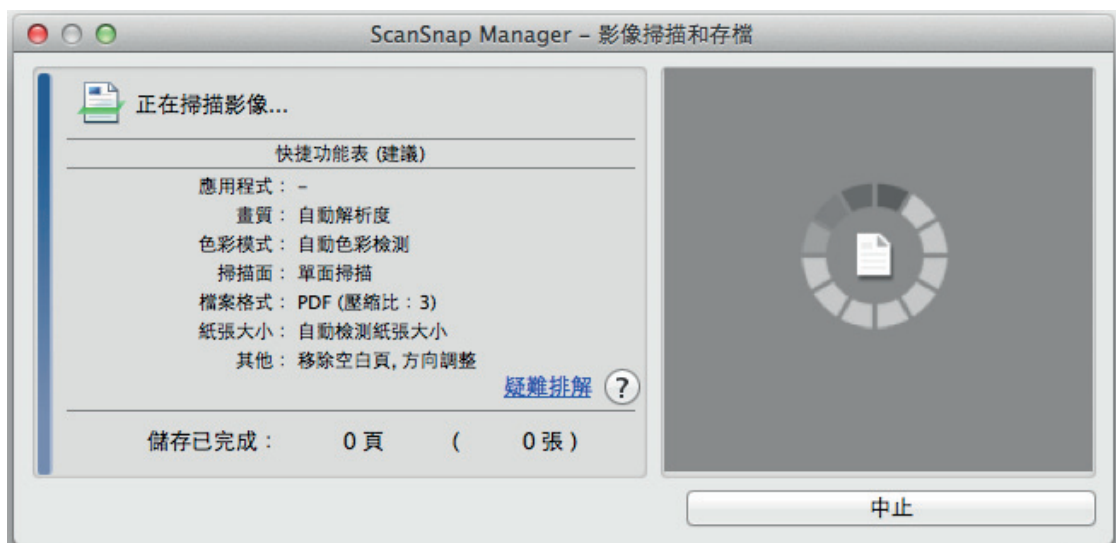 ScanSnap Manager – 影像掃描和存檔
正在掃描影像...
快捷功能表 (建議)
應用程式： –
畫質： 自動解析度
色彩模式： 自動色彩檢測
掃描面： 單面掃描
檔案格式： PDF (壓縮比：3)
紙張大小： 自動檢測紙張大小
其他： 移除空白頁, 方向調整
疑難排解 ?
儲存已完成： 0 頁 ( 0 張 )
中止